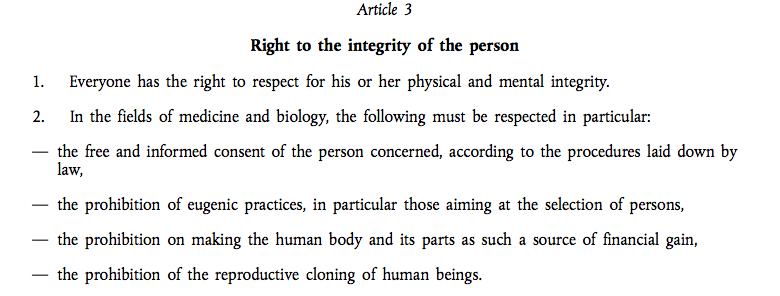 Article 3
Right to the integrity of the person
1. Everyone has the right to respect for his or her physical and mental integrity.
2. In the fields of medicine and biology, the following must be respected in particular:
— the free and informed consent of the person concerned, according to the procedures laid down by
law,
— the prohibition of eugenic practices, in particular those aiming at the selection of persons,
— the prohibition on making the human body and its parts as such a source of financial gain,
— the prohibition of the reproductive cloning of human beings.